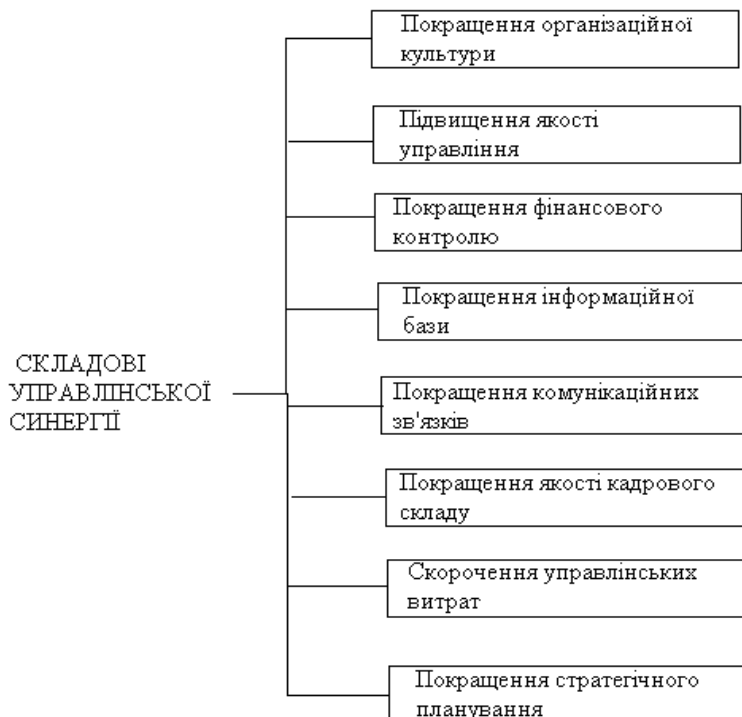 Покращення організаційної
культури
Підвищення якості
управління
Покращення фінансового
контролю
Покращення інформаційної
бази
СКЛАДОВІ
УПРАВЛІНСЬКОЇ
СИНЕРГІЇ
Покращення комунікаційних
зв'язків
Покращення якості кадрового
складу
Скорочення управлінських
витрат
Покращення стратегічного
планування